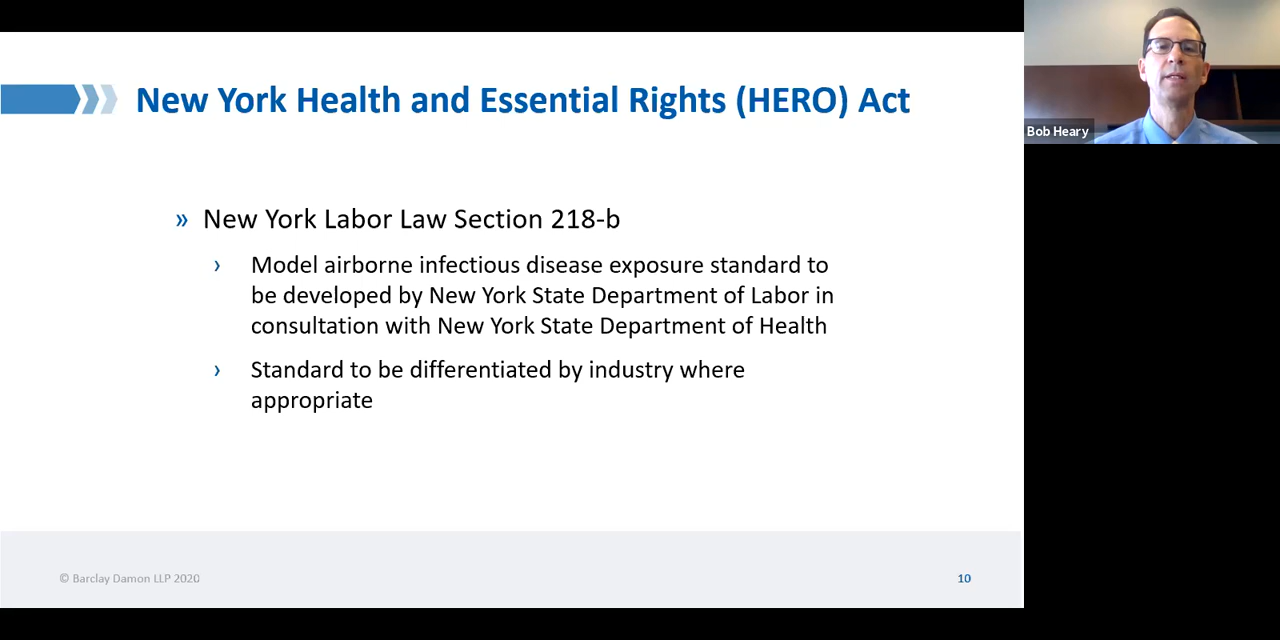 New York Health and Essential Rights (HERO) Act
» New York Labor Law Section 218-b
› Model airborne infectious disease exposure standard to
be developed by New York State Department of Labor in
consultation with New York State Department of Health
› Standard to be differentiated by industry where
appropriate
© Barclay Damon LLP 2020
10
Bob Heary